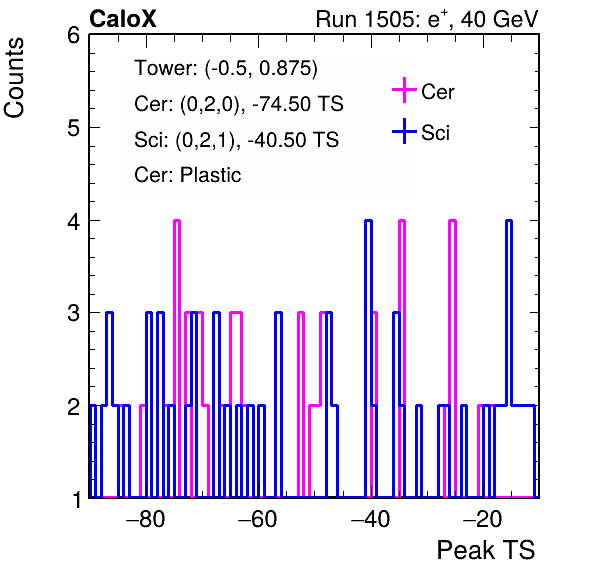 CaloX Run 1505: e⁺, 40 GeV
Counts
Tower: (-0.5, 0.875)
Cer: (0,2,0), -74.50 TS
Sci: (0,2,1), -40.50 TS
Cer: Plastic
Cer
Sci
6
5
4
3
2
1
−80 −60 −40 −20
Peak TS